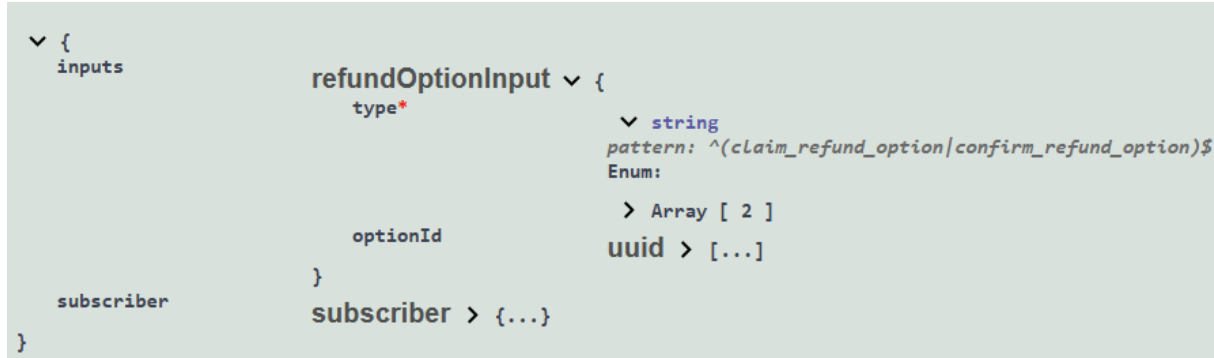 {
inputs refundOptionInput {
type*
string
pattern: ^(claim_refund_option|confirm_refund_option)$
Enum:
Array [ 2 ]
optionId uuid [...]
}
subscriber subscriber {...}
}